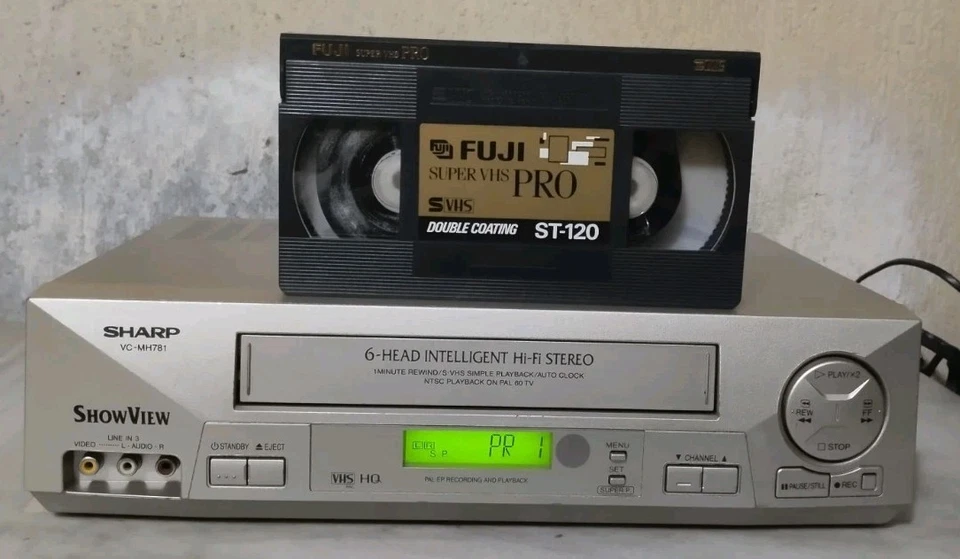 FUJI SUPER VHS PRO
FUJI
SUPER VHS PRO
S VHS
DOUBLE COATING ST-120
SHARP
VC-MH781
6-HEAD INTELLIGENT Hi-Fi STEREO
1MINUTE REWIND/S-VHS SIMPLE PLAYBACK/AUTO CLOCK
NTSC PLAYBACK ON PAL 60 TV
SHOWVIEW
LINE IN 3
VIDEO L - AUDIO - R
STANDBY EJECT
SP
PR 1
VHS HQ
PAL EP RECORDING AND PLAYBACK
MENU
SET
SUPER P.
CHANNEL
PLAY/×2
REW
FF
STOP
PAUSE/STILL
REC